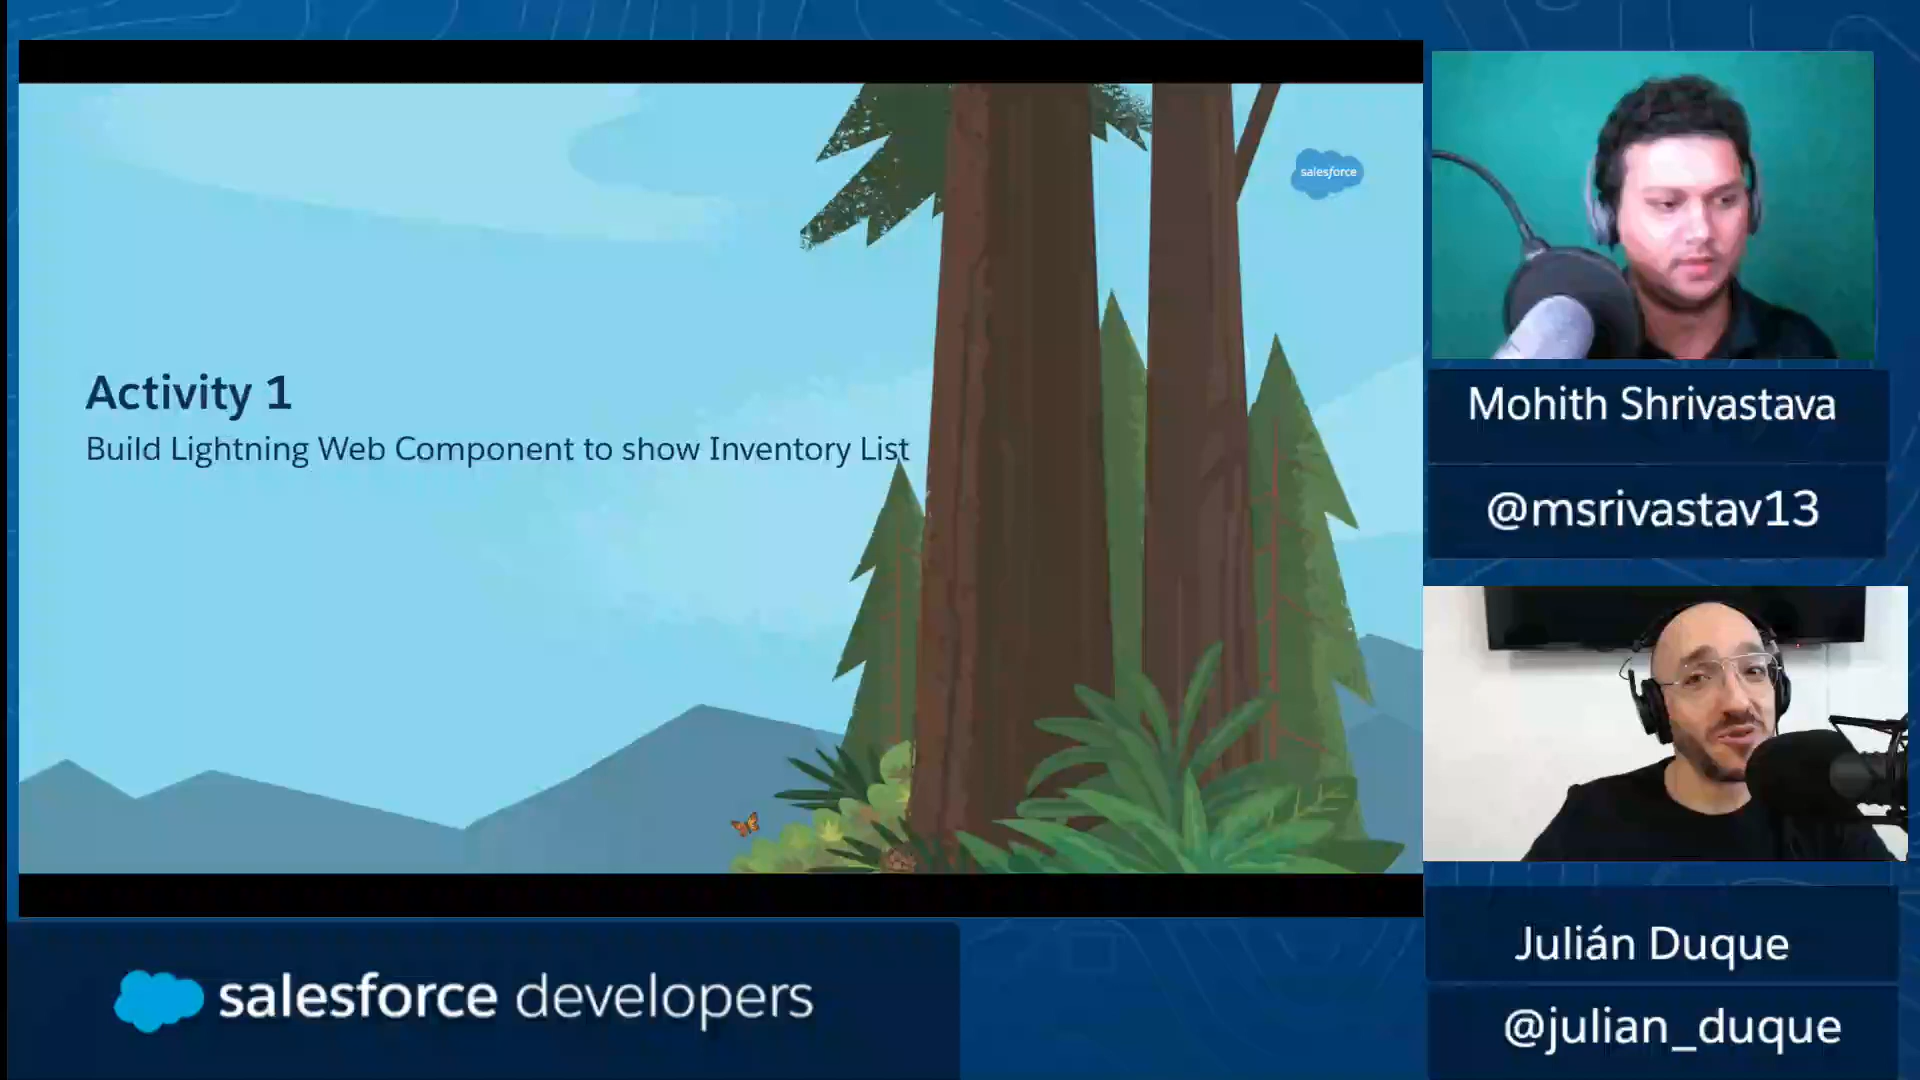 salesforce
Activity 1
Build Lightning Web Component to show Inventory List
Mohith Shrivastava
@msrivastav13
Julián Duque
@julian_duque
salesforce developers